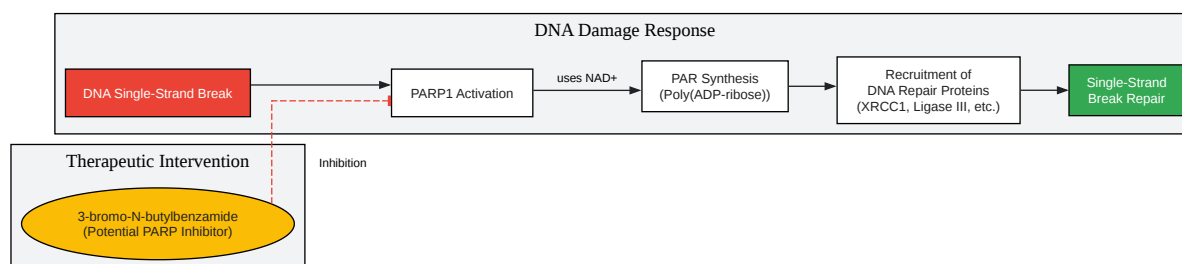 DNA Damage Response
DNA Single-Strand Break
PARP1 Activation
uses NAD+
PAR Synthesis
(Poly(ADP-ribose))
Recruitment of
DNA Repair Proteins
(XRCC1, Ligase III, etc.)
Single-Strand
Break Repair
Therapeutic Intervention
Inhibition
3-bromo-N-butylbenzamide
(Potential PARP Inhibitor)